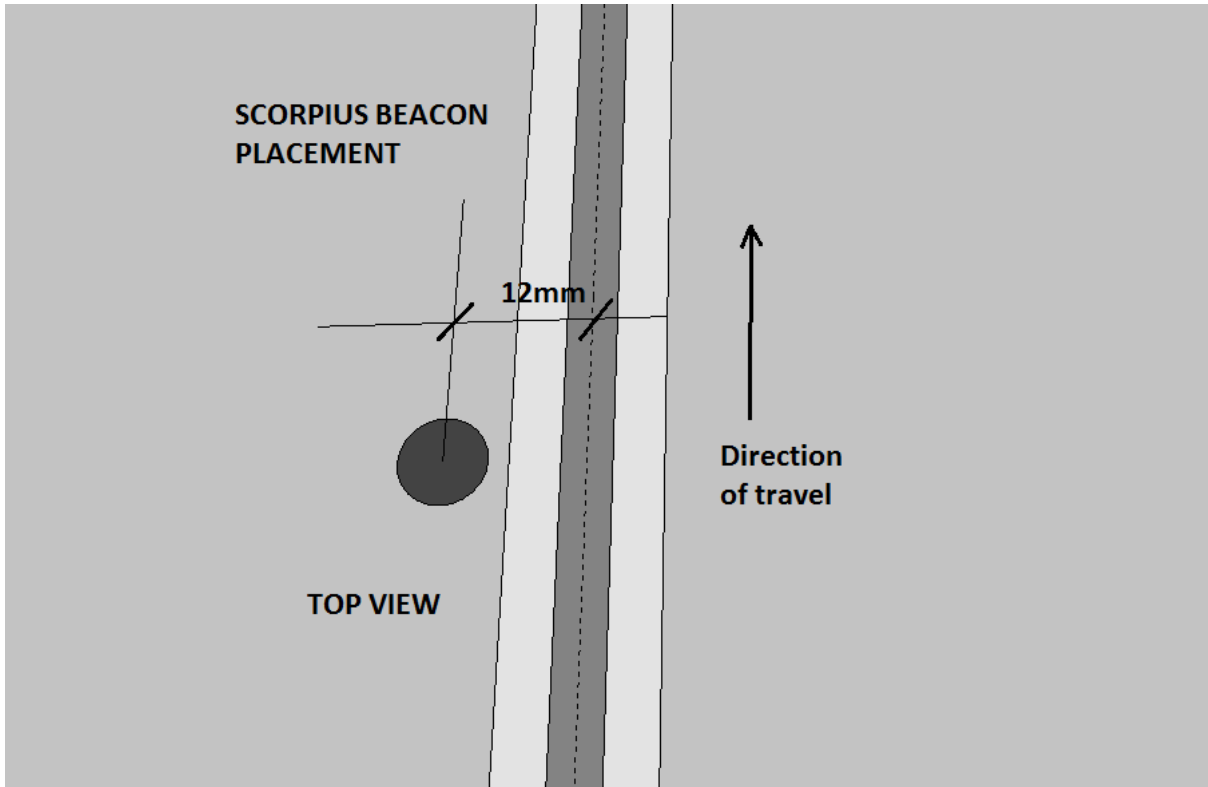 SCORPIUS BEACON
PLACEMENT
12mm
Direction
of travel
TOP VIEW